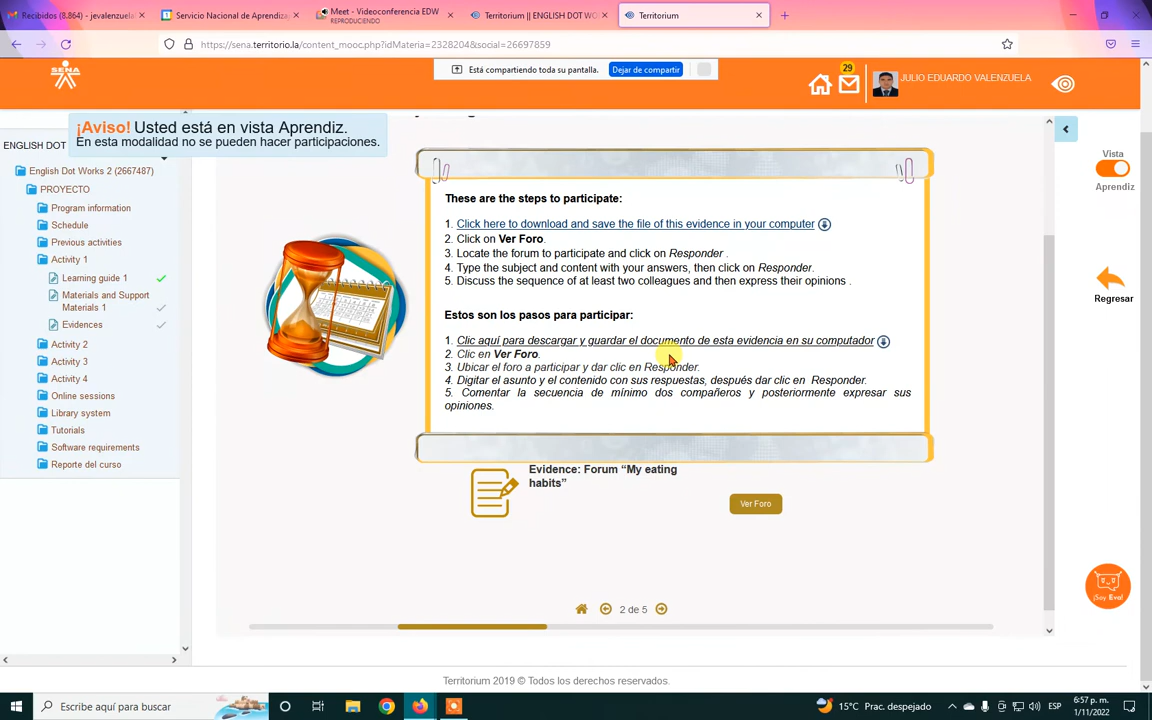 Recibidos (8.864) - jevalenzuela
Servicio Nacional de Aprendizaj
Meet - Videoconferencia EDW
REPRODUCIENDO
Territorium || ENGLISH DOT WO
Territorium
https://sena.territorio.la/content_mooc.php?idMateria=2328204&social=26697859
Está compartiendo toda su pantalla.
Dejar de compartir
SENA
29
JULIO EDUARDO VALENZUELA
¡Aviso! Usted está en vista Aprendiz.
En esta modalidad no se pueden hacer participaciones.
ENGLISH DOT
English Dot Works 2 (2667487)
PROYECTO
Program information
Schedule
Previous activities
Activity 1
Learning guide 1
Materials and Support
Materiales 1
Evidences
Activity 2
Activity 3
Activity 4
Online sessions
Library system
Tutorials
Software requirements
Reporte del curso
These are the steps to participate:
1. Click here to download and save the file of this evidence in your computer
2. Click on Ver Foro.
3. Locate the forum to participate and click on Responder .
4. Type the subject and content with your answers, then click on Responder.
5. Discuss the sequence of at least two colleagues and then express their opinions .
Estos son los pasos para participar:
1. Clic aquí para descargar y guardar el documento de esta evidencia en su computador
2. Clic en Ver Foro.
3. Ubicar el foro a participar y dar clic en Responder.
4. Digitar el asunto y el contenido con sus respuestas, después dar clic en Responder.
5. Comentar la secuencia de mínimo dos compañeros y posteriormente expresar sus
opiniones.
Evidence: Forum “My eating
habits”
Ver Foro
2 de 5
Vista
Aprendiz
Regresar
¡Soy Eva!
Territorium 2019 © Todos los derechos reservados.
Escribe aquí para buscar
15°C Prac. despejado
ESP
6:57 p. m.
1/11/2022